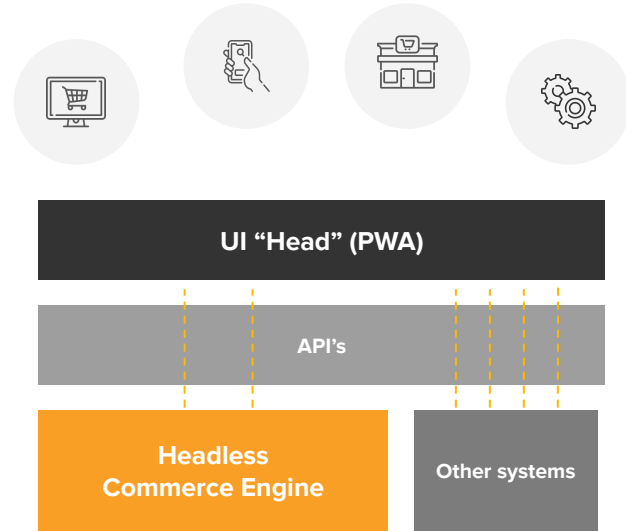 UI “Head” (PWA)
API's
Headless
Commerce Engine
Other systems